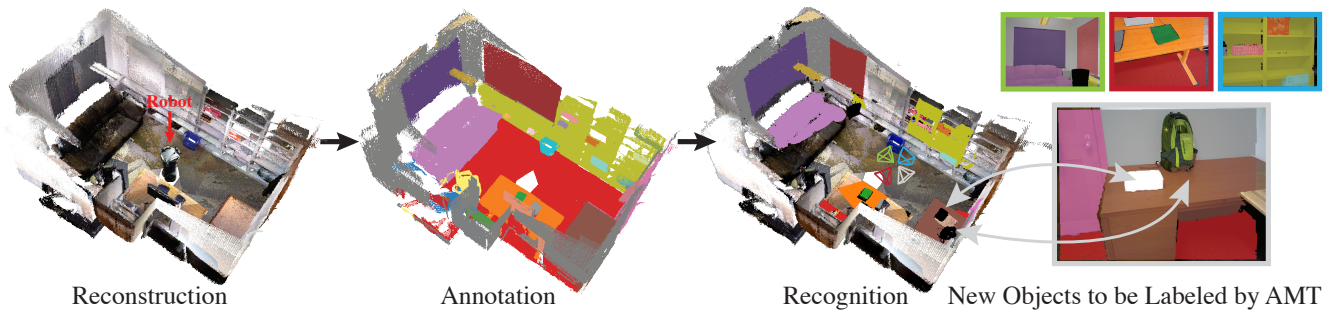 Robot
Reconstruction
Annotation
Recognition
New Objects to be Labeled by AMT